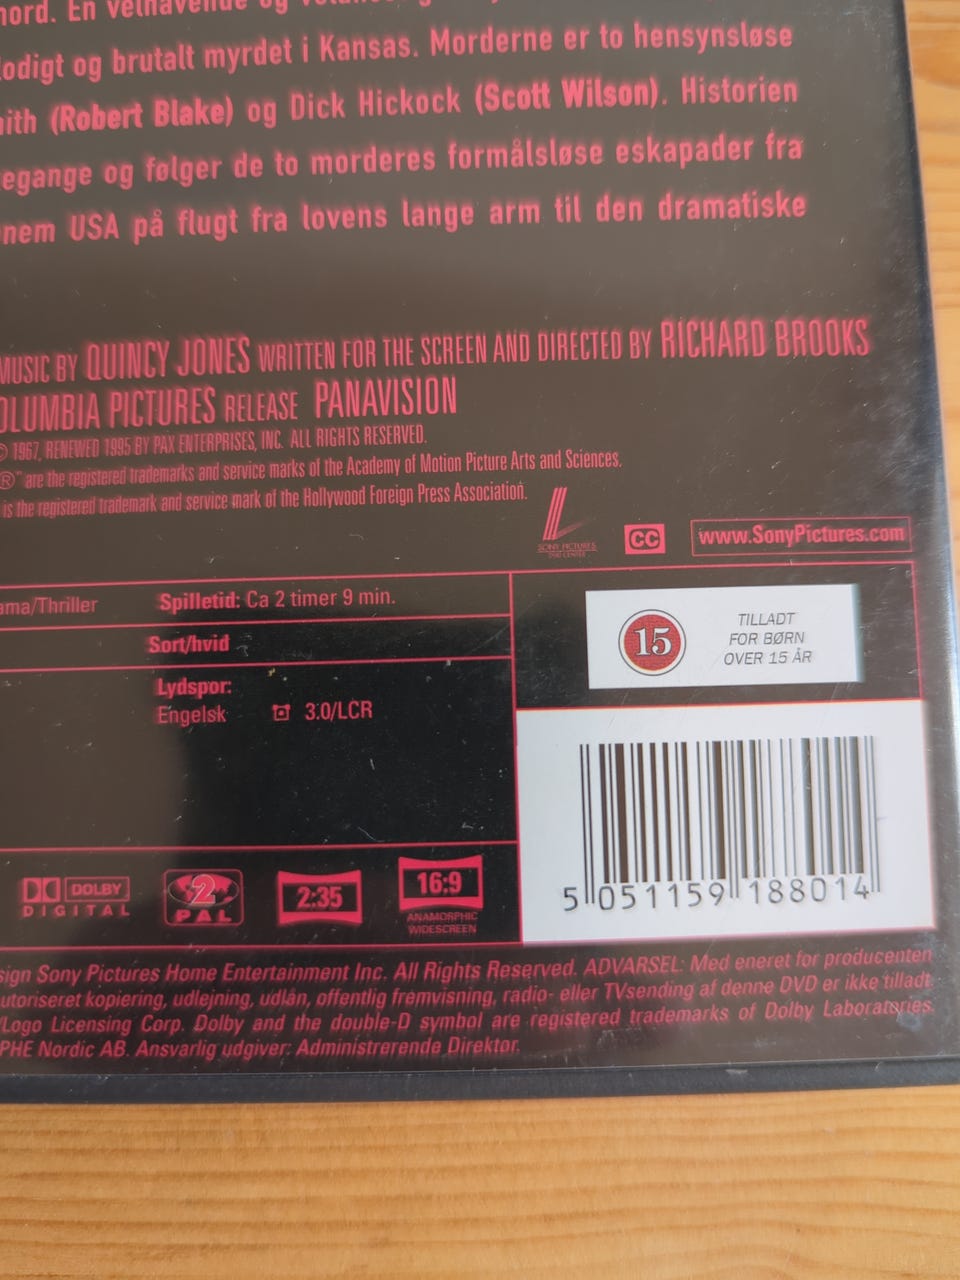 nord. En velhavende og
lodigt og brutalt myrdet i Kansas. Morderne er to hensynsløse
nith (Robert Blake) og Dick Hickock (Scott Wilson). Historien
egange og følger de to morderes formålsløse eskapader fra
nem USA på flugt fra lovens lange arm til den dramatiske
MUSIC BY QUINCY JONES WRITTEN FOR THE SCREEN AND DIRECTED BY RICHARD BROOKS
OLUMBIA PICTURES RELEASE PANAVISION
© 1967, RENEWED 1995 BY PAX ENTERPRISES, INC. ALL RIGHTS RESERVED.
®" are the registered trademarks and service marks of the Academy of Motion Picture Arts and Sciences.
is the registered trademark and service mark of the Hollywood Foreign Press Association.
SONY PICTURES
DVD CENTER
CC
www.SonyPictures.com
ama/Thriller Spilletid: Ca 2 timer 9 min.
Sort/hvid
Lydspor:
Engelsk 3.0/LCR
15
TILLADT
FOR BØRN
OVER 15 ÅR
DOLBY
DIGITAL
2
PAL
2:35
16:9
ANAMORPHIC
WIDESCREEN
5 051159 188014
sign Sony Pictures Home Entertainment Inc. All Rights Reserved. ADVARSEL: Med eneret for producenten
utoriseret kopiering, udlejning, udlån, offentlig fremvisning, radio- eller TVsending af denne DVD er ikke tilladt
/Logo Licensing Corp. Dolby and the double-D symbol are registered trademarks of Dolby Laboratories.
PHE Nordic AB. Ansvarlig udgiver: Administrerende Direktør.